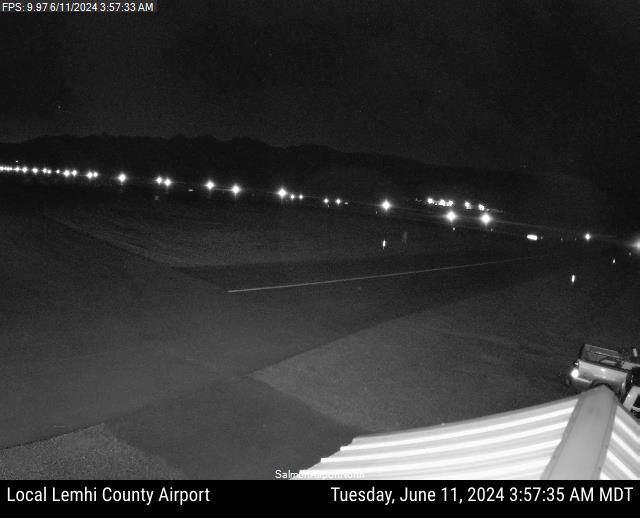 FPS: 9.97 6/11/2024 3:57:33 AM
SalmonAirportNorth
Local Lemhi County Airport Tuesday, June 11, 2024 3:57:35 AM MDT